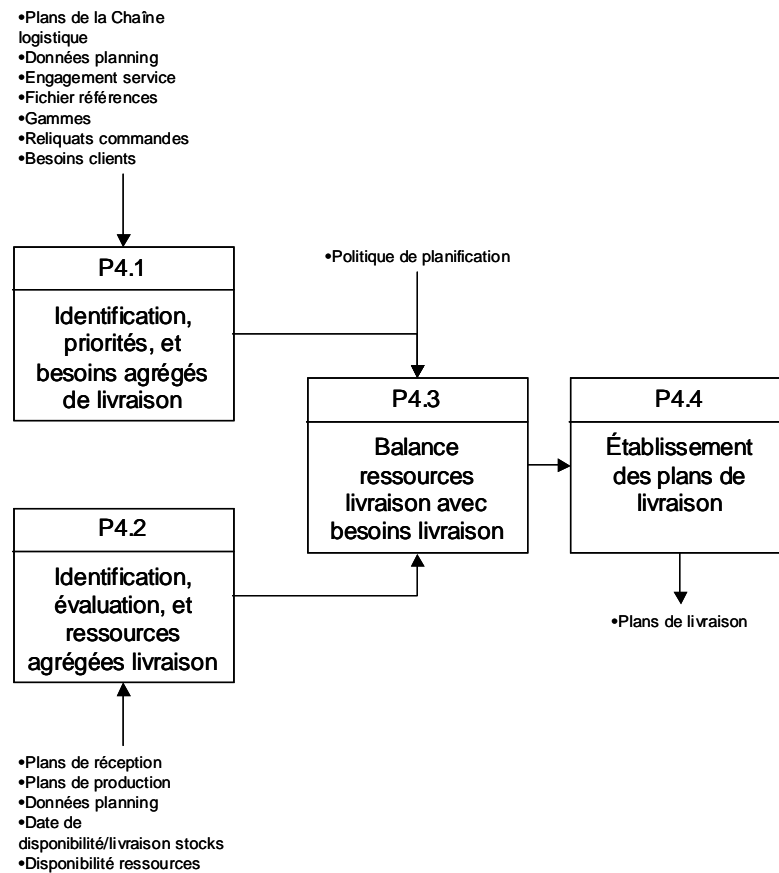 •Plans de la Chaîne
logistique
•Données planning
•Engagement service
•Fichier références
•Gammes
•Reliquats commandes
•Besoins clients
P4.1
Identification,
priorités, et
besoins agrégés
de livraison
•Politique de planification
P4.3
Balance
ressources
livraison avec
besoins livraison
P4.4
Établissement
des plans de
livraison
•Plans de livraison
P4.2
Identification,
évaluation, et
ressources
agrégées livraison
•Plans de réception
•Plans de production
•Données planning
•Date de
disponibilité/livraison stocks
•Disponibilité ressources